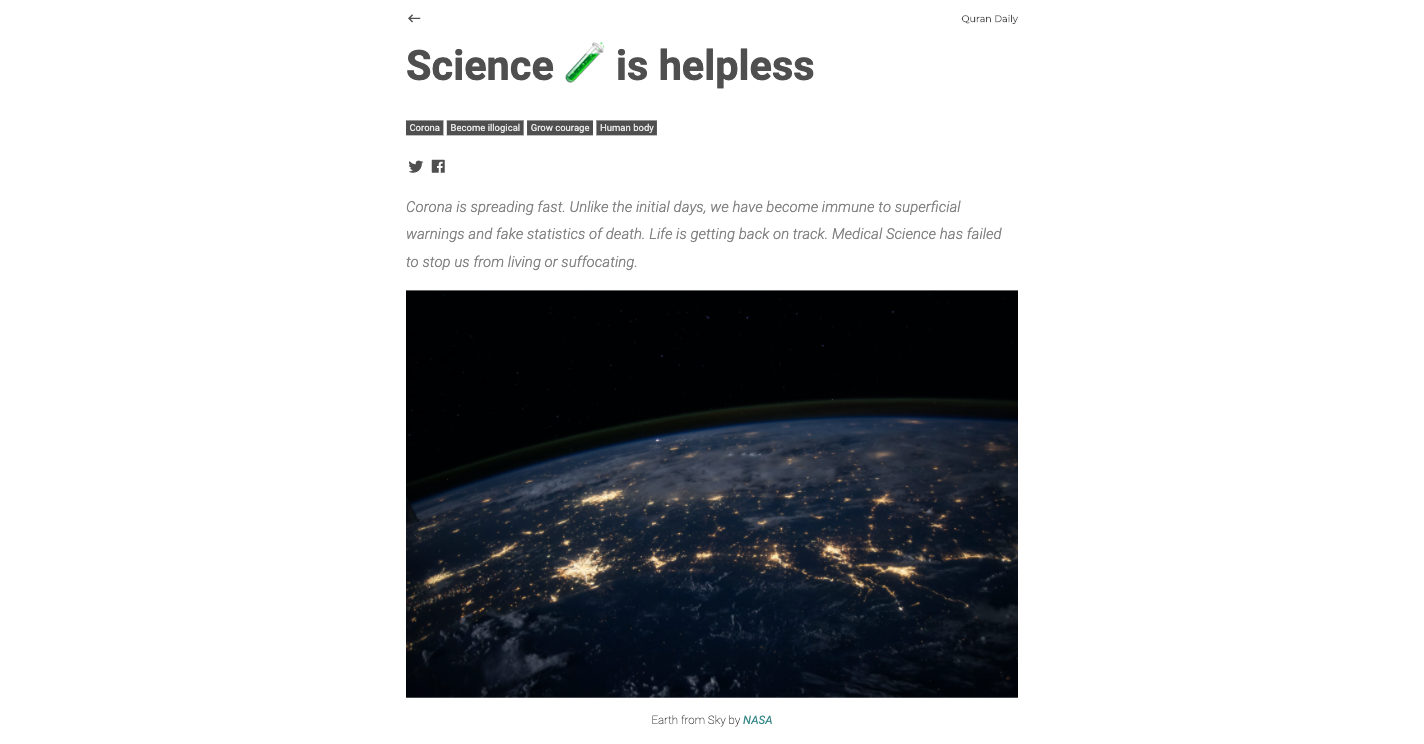 Quran Daily
Science 🧪 is helpless
Corona Become illogical Grow courage Human body
Corona is spreading fast. Unlike the initial days, we have become immune to superficial
warnings and fake statistics of death. Life is getting back on track. Medical Science has failed
to stop us from living or suffocating.
Earth from Sky by NASA